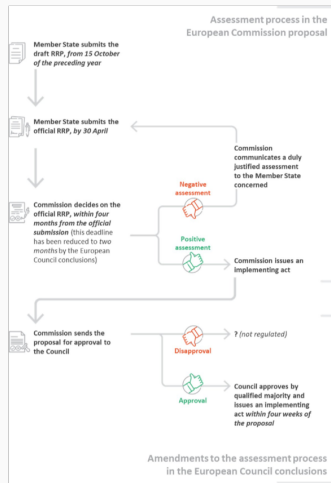 Assessment process in the
European Commission proposal
Member State submits the
draft RRP, from 15 October
of the preceding year
Member State submits the
official RRP, by 30 April
Commission
communicates a duly
justified assessment
to the Member State
concerned
Negative
assessment
Commission decides on the
official RRP, within four
months from the official
submission (this deadline
has been reduced to two
months by the European
Council conclusions)
Positive
assessment
Commission issues an
implementing act
Commission sends the
proposal for approval to
the Council
? (not regulated)
Disapproval
Approval
Council approves by
qualified majority and
issues an implementing
act within four weeks of
the proposal
Amendments to the assessment process
in the European Council conclusions